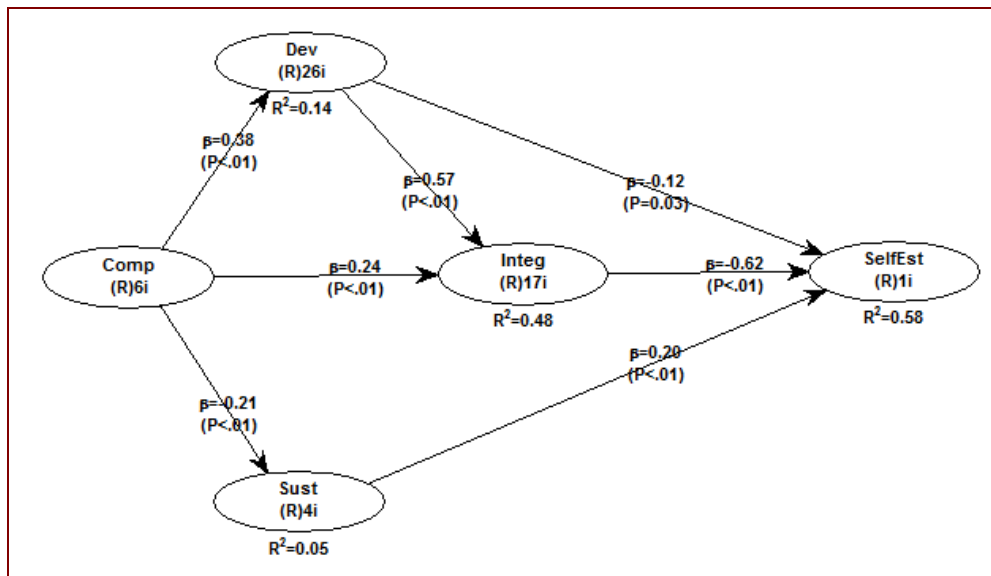 Dev
(R)26i
R²=0.14
β=0.38
(P<.01)
β=0.57
(P<.01)
β=-0.12
(P=0.03)
Comp
(R)6i
β=0.24
(P<.01)
Integ
(R)17i
R²=0.48
β=-0.62
(P<.01)
SelfEst
(R)1i
R²=0.58
β=0.20
(P<.01)
β=-0.21
(P<.01)
Sust
(R)4i
R²=0.05